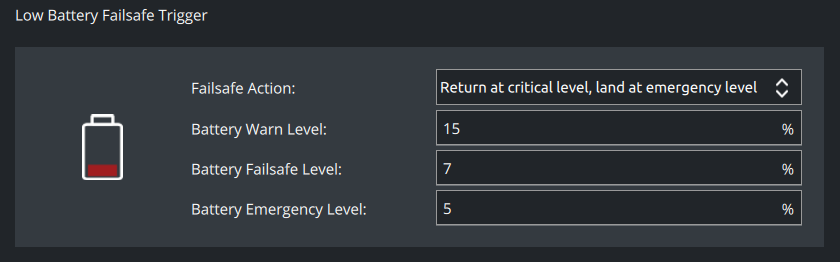 Low Battery Failsafe Trigger
Failsafe Action: Return at critical level, land at emergency level
Battery Warn Level: 15 %
Battery Failsafe Level: 7 %
Battery Emergency Level: 5 %